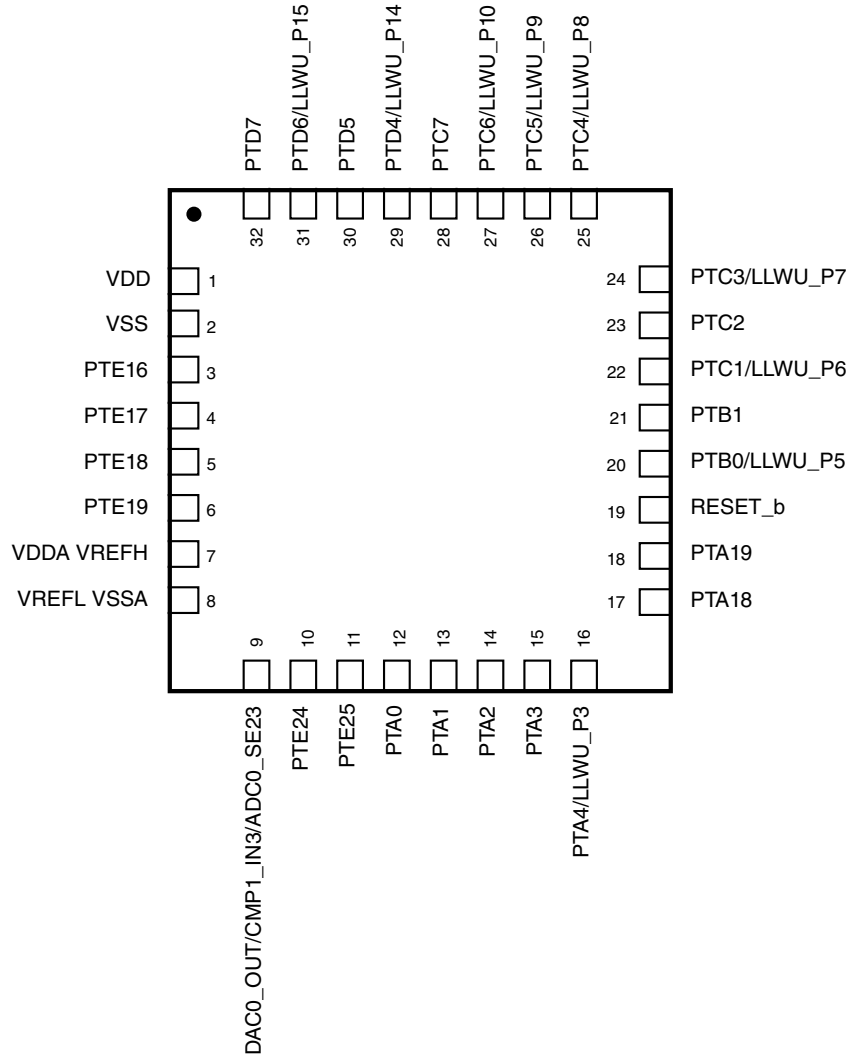 PTD7
PTD6/LLWU_P15
PTD5
PTD4/LLWU_P14
PTC7
PTC6/LLWU_P10
PTC5/LLWU_P9
PTC4/LLWU_P8
32
31
30
29
28
27
26
25
VDD
1
24
PTC3/LLWU_P7
VSS
2
23
PTC2
PTE16
3
22
PTC1/LLWU_P6
PTE17
4
21
PTB1
PTE18
5
20
PTB0/LLWU_P5
PTE19
6
19
RESET_b
VDDA VREFH
7
18
PTA19
VREFL VSSA
8
17
PTA18
9
10
11
12
13
14
15
16
DAC0_OUT/CMP1_IN3/ADC0_SE23
PTE24
PTE25
PTA0
PTA1
PTA2
PTA3
PTA4/LLWU_P3